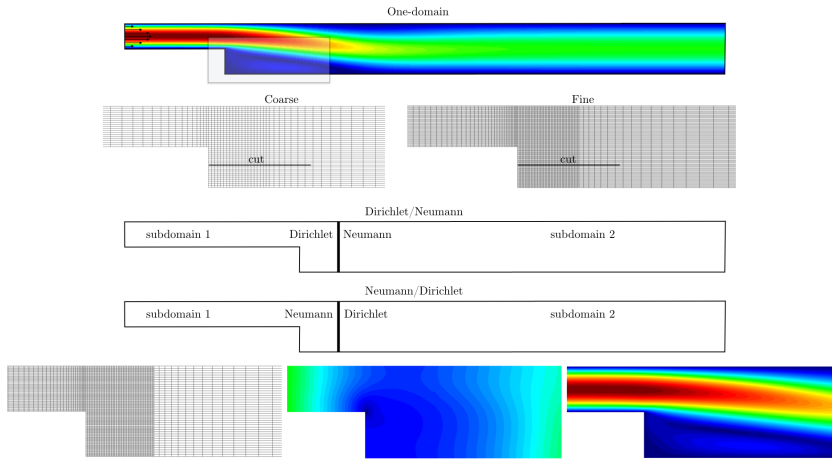 One-domain
Coarse
Fine
cut
cut
Dirichlet/Neumann
subdomain 1
Dirichlet
Neumann
subdomain 2
Neumann/Dirichlet
subdomain 1
Neumann
Dirichlet
subdomain 2